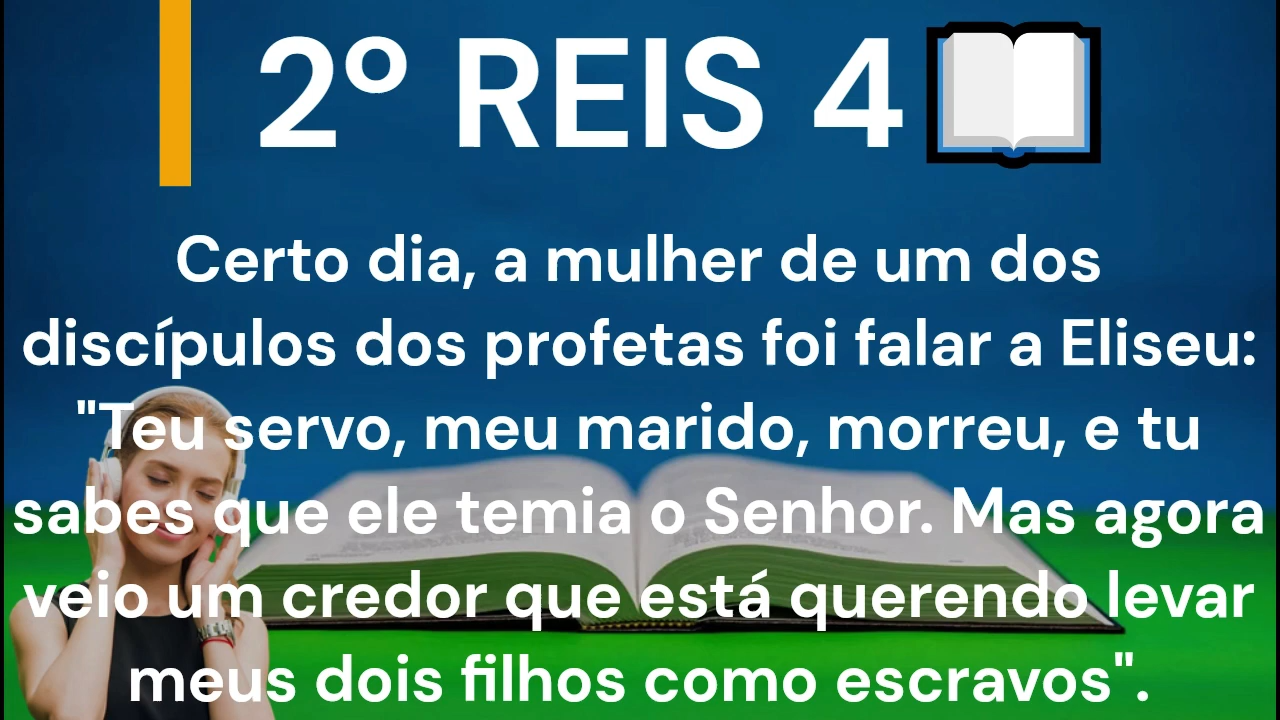 2º REIS 4
Certo dia, a mulher de um dos
discípulos dos profetas foi falar a Eliseu:
"Teu servo, meu marido, morreu, e tu
sabes que ele temia o Senhor. Mas agora
veio um credor que está querendo levar
meus dois filhos como escravos".